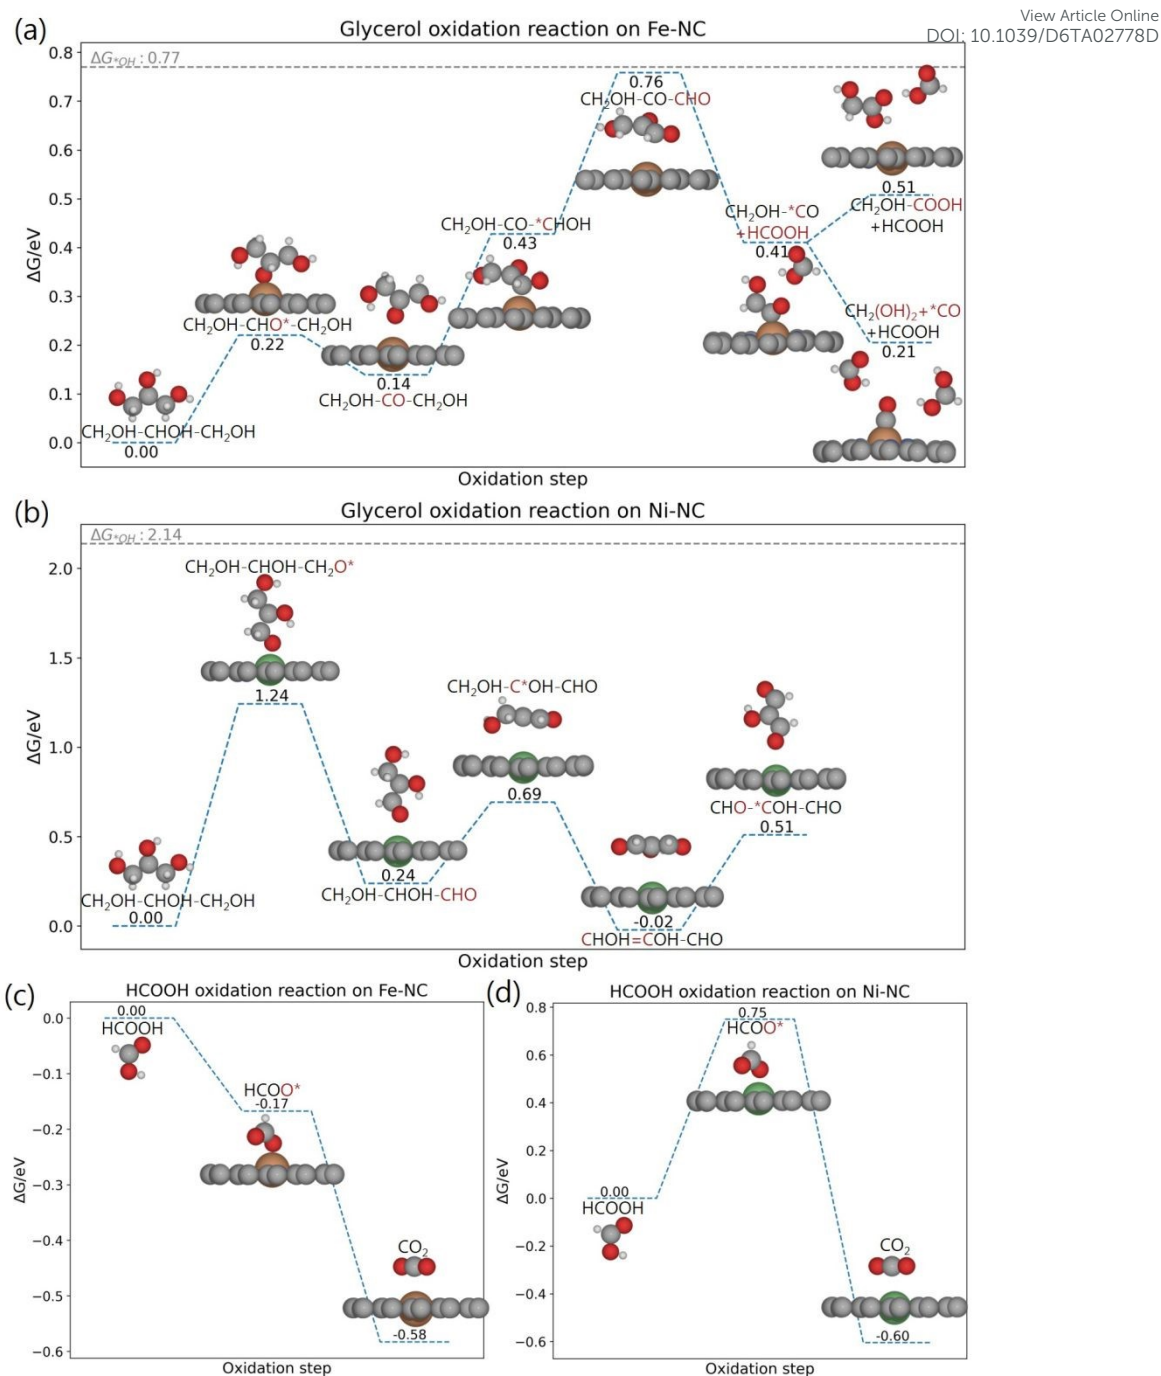 View Article Online
DOI: 10.1039/D6TA02778D
(a)
Glycerol oxidation reaction on Fe-NC
ΔG*OH : 0.77
0.8
0.7
0.6
0.5
0.4
0.3
0.2
0.1
0.0
ΔG/eV
CH₂OH-CHOH-CH₂OH
0.00
CH₂OH-CHO*-CH₂OH
0.22
0.14
CH₂OH-CO-CH₂OH
CH₂OH-CO-*CHOH
0.43
0.76
CH₂OH-CO-CHO
CH₂OH-*CO
+HCOOH
0.41
0.51
CH₂OH-COOH
+HCOOH
CH₂(OH)₂+*CO
+HCOOH
0.21
Oxidation step
(b)
Glycerol oxidation reaction on Ni-NC
ΔG*OH : 2.14
2.0
1.5
1.0
0.5
0.0
ΔG/eV
CH₂OH-CHOH-CH₂OH
0.00
CH₂OH-CHOH-CH₂O*
1.24
0.24
CH₂OH-CHOH-CHO
CH₂OH-C*OH-CHO
0.69
-0.02
CHOH=COH-CHO
CHO-*COH-CHO
0.51
Oxidation step
(c)
HCOOH oxidation reaction on Fe-NC
0.0
−0.1
−0.2
−0.3
−0.4
−0.5
−0.6
ΔG/eV
0.00
HCOOH
HCOO*
-0.17
CO₂
-0.58
Oxidation step
(d)
HCOOH oxidation reaction on Ni-NC
0.8
0.6
0.4
0.2
0.0
−0.2
−0.4
−0.6
ΔG/eV
0.00
HCOOH
0.75
HCOO*
CO₂
-0.60
Oxidation step